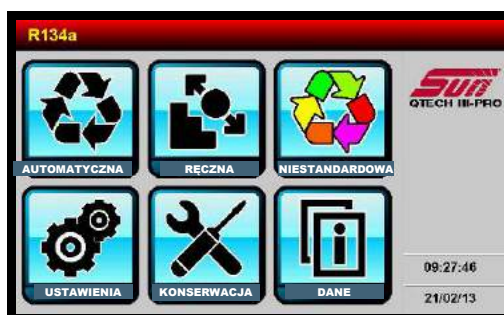 R134a
Sun
QTECH III-PRO
AUTOMATYCZNA
RĘCZNA
NIESTANDARDOWA
USTAWIENIA
KONSERWACJA
DANE
09:27:46
21/02/13